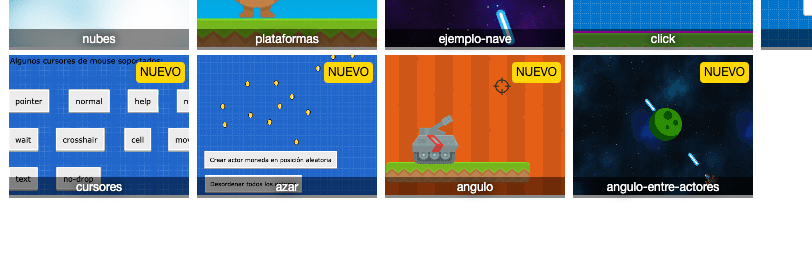 nubes
plataformas
ejemplo-nave
click
Algunos cursores de mouse soportados:
NUEVO
pointer
normal
help
n
wait
crosshair
cell
mov
text
no-drop
cursores
NUEVO
Crear actor moneda en posición aleatoria
Desordenar todos los
azar
NUEVO
angulo
NUEVO
angulo-entre-actores